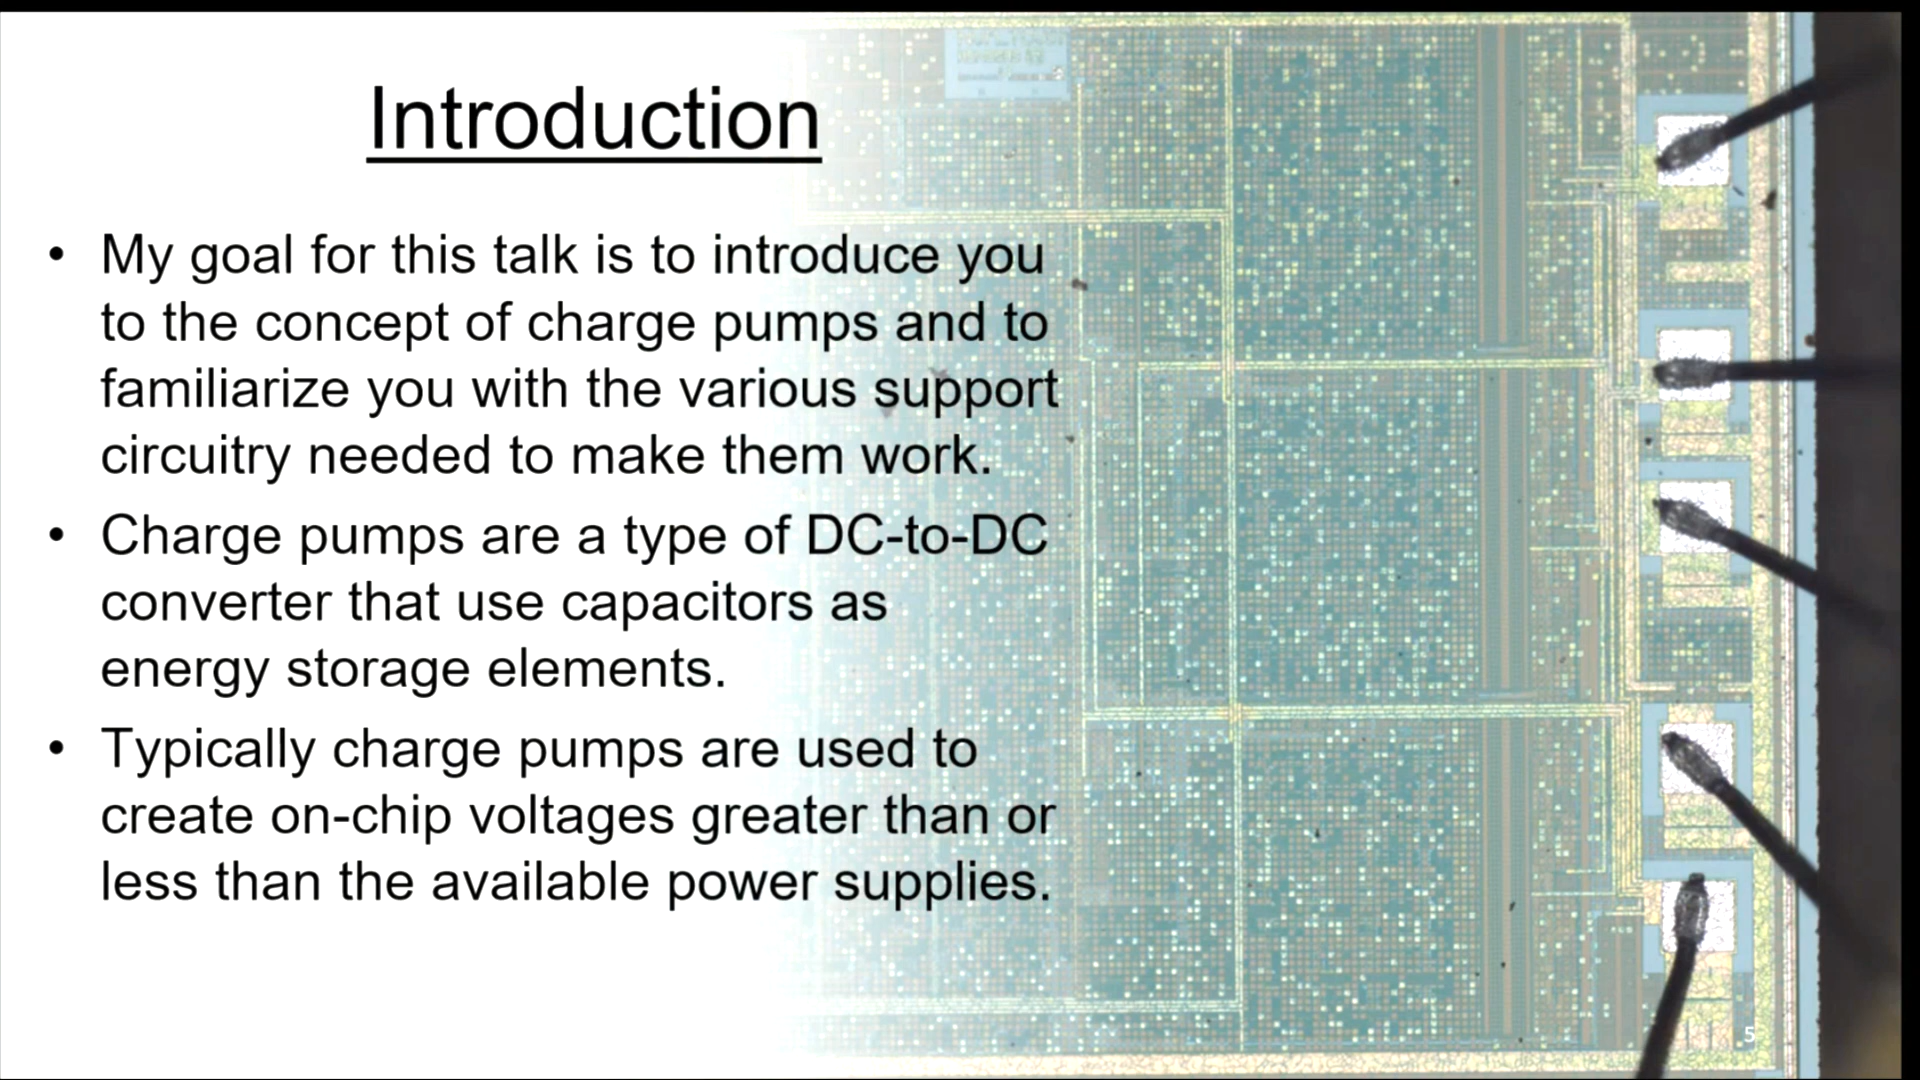 Introduction
• My goal for this talk is to introduce you
to the concept of charge pumps and to
familiarize you with the various support
circuitry needed to make them work.
• Charge pumps are a type of DC-to-DC
converter that use capacitors as
energy storage elements.
• Typically charge pumps are used to
create on-chip voltages greater than or
less than the available power supplies.
5